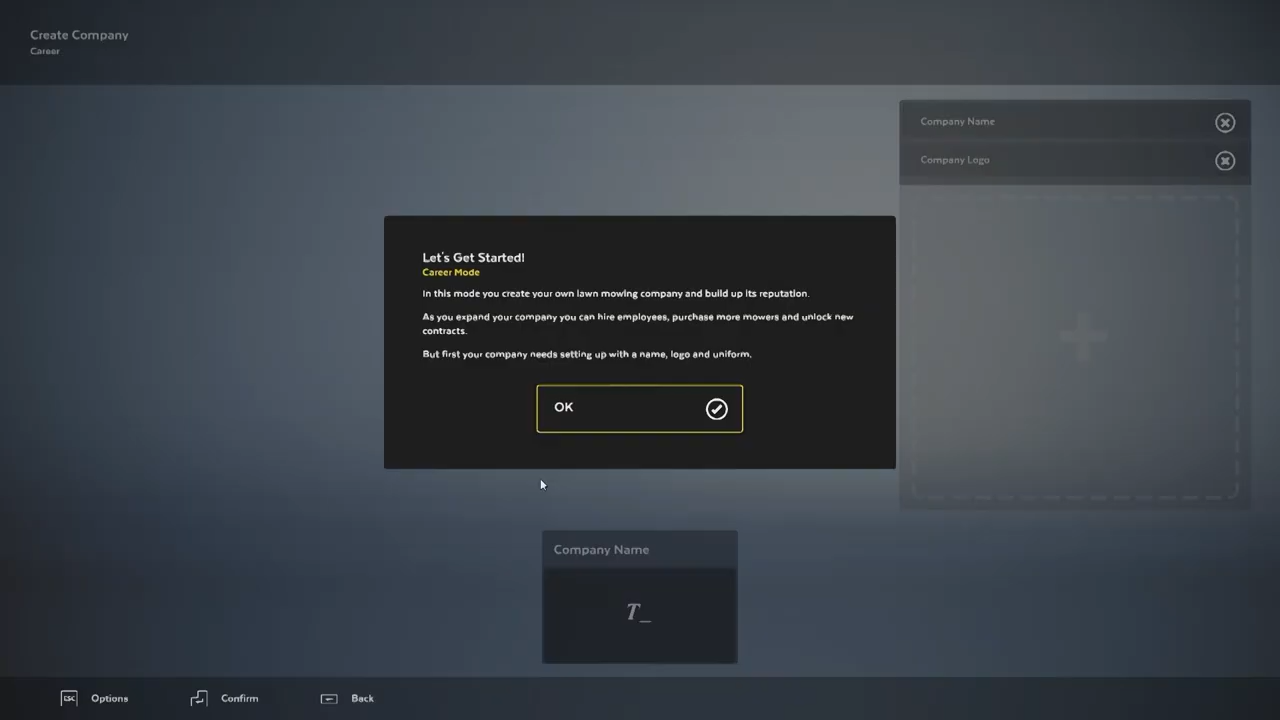 Create Company
Career
Company Name
Company Logo
Let's Get Started!
Career Mode
In this mode you create your own lawn mowing company and build up its reputation.
As you expand your company you can hire employees, purchase more mowers and unlock new
contracts.
But first your company needs setting up with a name, logo and uniform.
OK
Company Name
T_
ESC Options Confirm Back